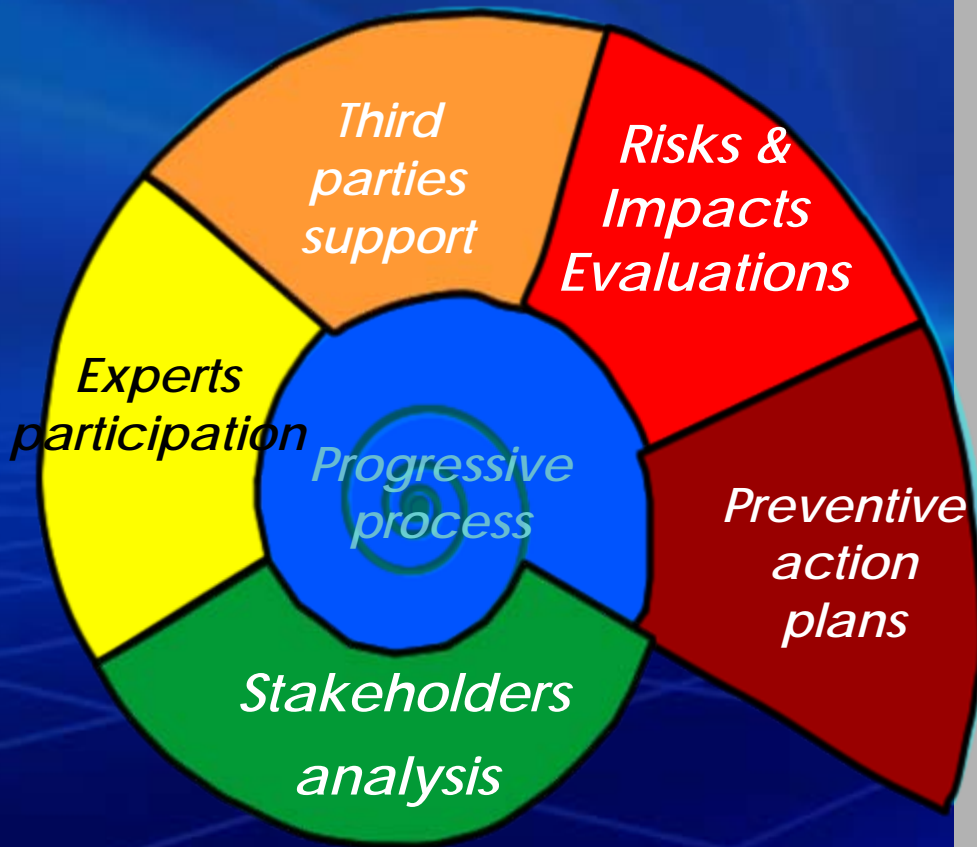 Third
parties
support
Risks &
Impacts
Evaluations
Experts
participation
Progressive
process
Preventive
action
plans
Stakeholders
analysis